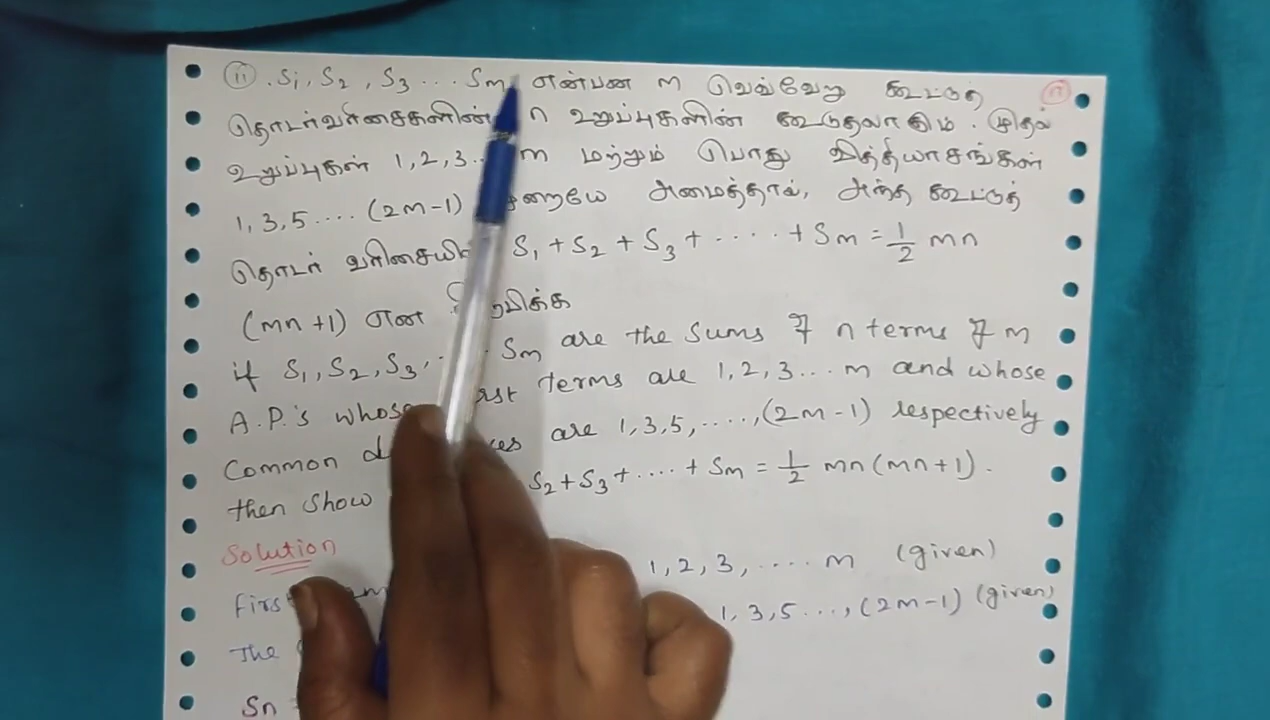 11 . S1, S2, S3 ... Sm என்பன m வெவ்வேறு கூட்டுத் 17
தொடர்வரிசைகளின் n உறுப்புகளின் கூடுதலாகும். முதல்
உறுப்புகள் 1, 2, 3.. m மற்றும் பொது வித்தியாசங்கள்
1, 3, 5 .... (2m-1) அமைத்தால், அந்த கூட்டுத்
தொடர் S1 + S2 + S3 + ..... + Sm = 1/2 mn
(mn +1) என
if S1, S2, S3, . . Sm are the sums of n terms of m
A.P.'s whose terms are 1, 2, 3... m and whose
Common are 1, 3, 5, ....., (2m-1) respectively
then show S2 + S3 + .... + Sm = 1/2 mn (mn+1).
Solution
1, 2, 3, .... m (given)
First 1, 3, 5 ..., (2m-1) (given)
The
Sn